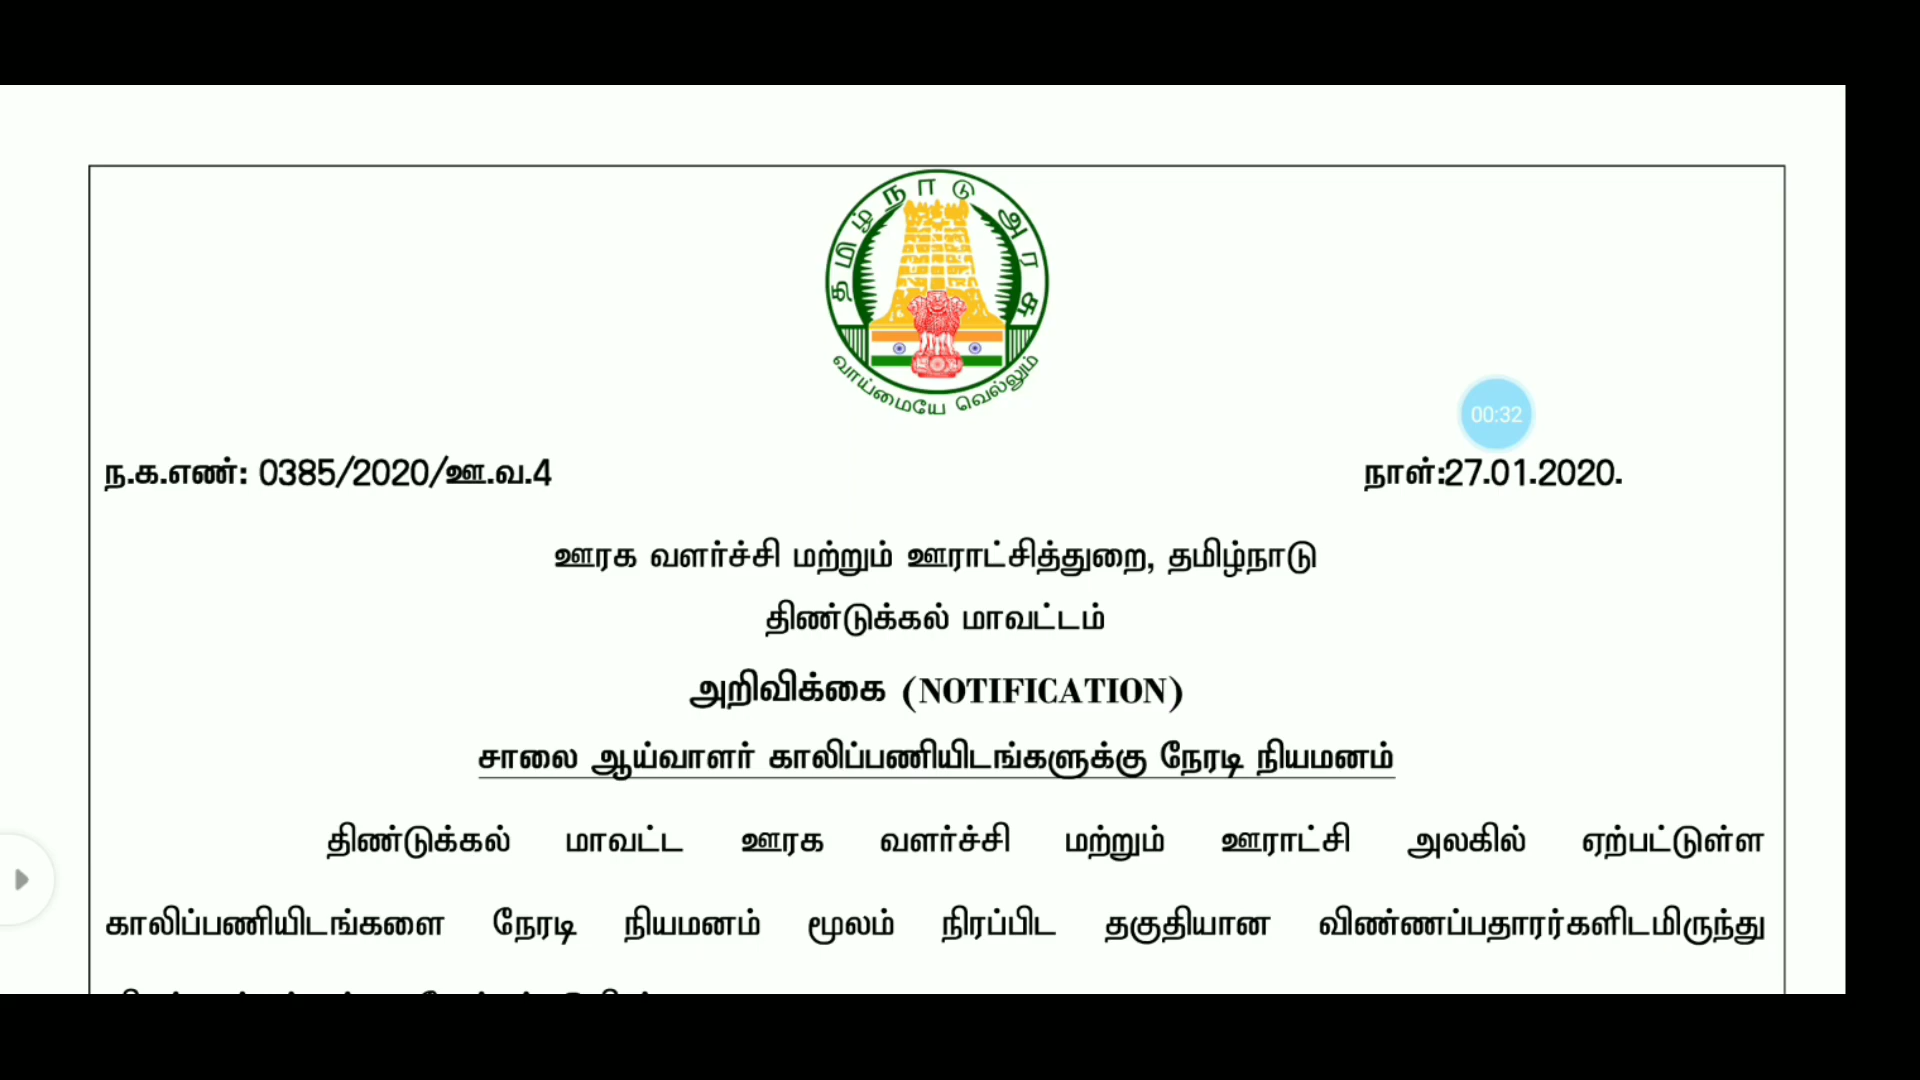 தமிழ்நாடு அரசு
வாய்மையே வெல்லும்
00:32
ந.க.எண்: 0385/2020/ஊ.வ.4 நாள்:27.01.2020.
ஊரக வளர்ச்சி மற்றும் ஊராட்சித்துறை, தமிழ்நாடு
திண்டுக்கல் மாவட்டம்
அறிவிக்கை (NOTIFICATION)
சாலை ஆய்வாளர் காலிப்பணியிடங்களுக்கு நேரடி நியமனம்
திண்டுக்கல் மாவட்ட ஊரக வளர்ச்சி மற்றும் ஊராட்சி அலகில் ஏற்பட்டுள்ள
காலிப்பணியிடங்களை நேரடி நியமனம் மூலம் நிரப்பிட தகுதியான விண்ணப்பதாரர்களிடமிருந்து